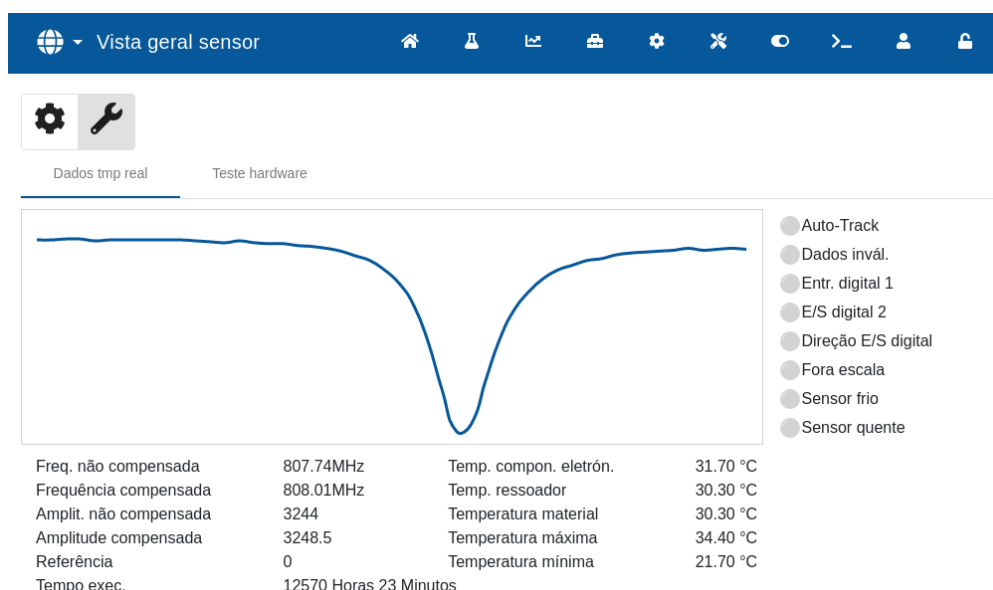 Vista geral sensor
Dados tmp real Teste hardware
Auto-Track
Dados invál.
Entr. digital 1
E/S digital 2
Direção E/S digital
Fora escala
Sensor frio
Sensor quente
Freq. não compensada 807.74MHz Temp. compon. eletrón. 31.70 °C
Frequência compensada 808.01MHz Temp. ressoador 30.30 °C
Amplit. não compensada 3244 Temperatura material 30.30 °C
Amplitude compensada 3248.5 Temperatura máxima 34.40 °C
Referência 0 Temperatura mínima 21.70 °C
Tempo exec. 12570 Horas 23 Minutos